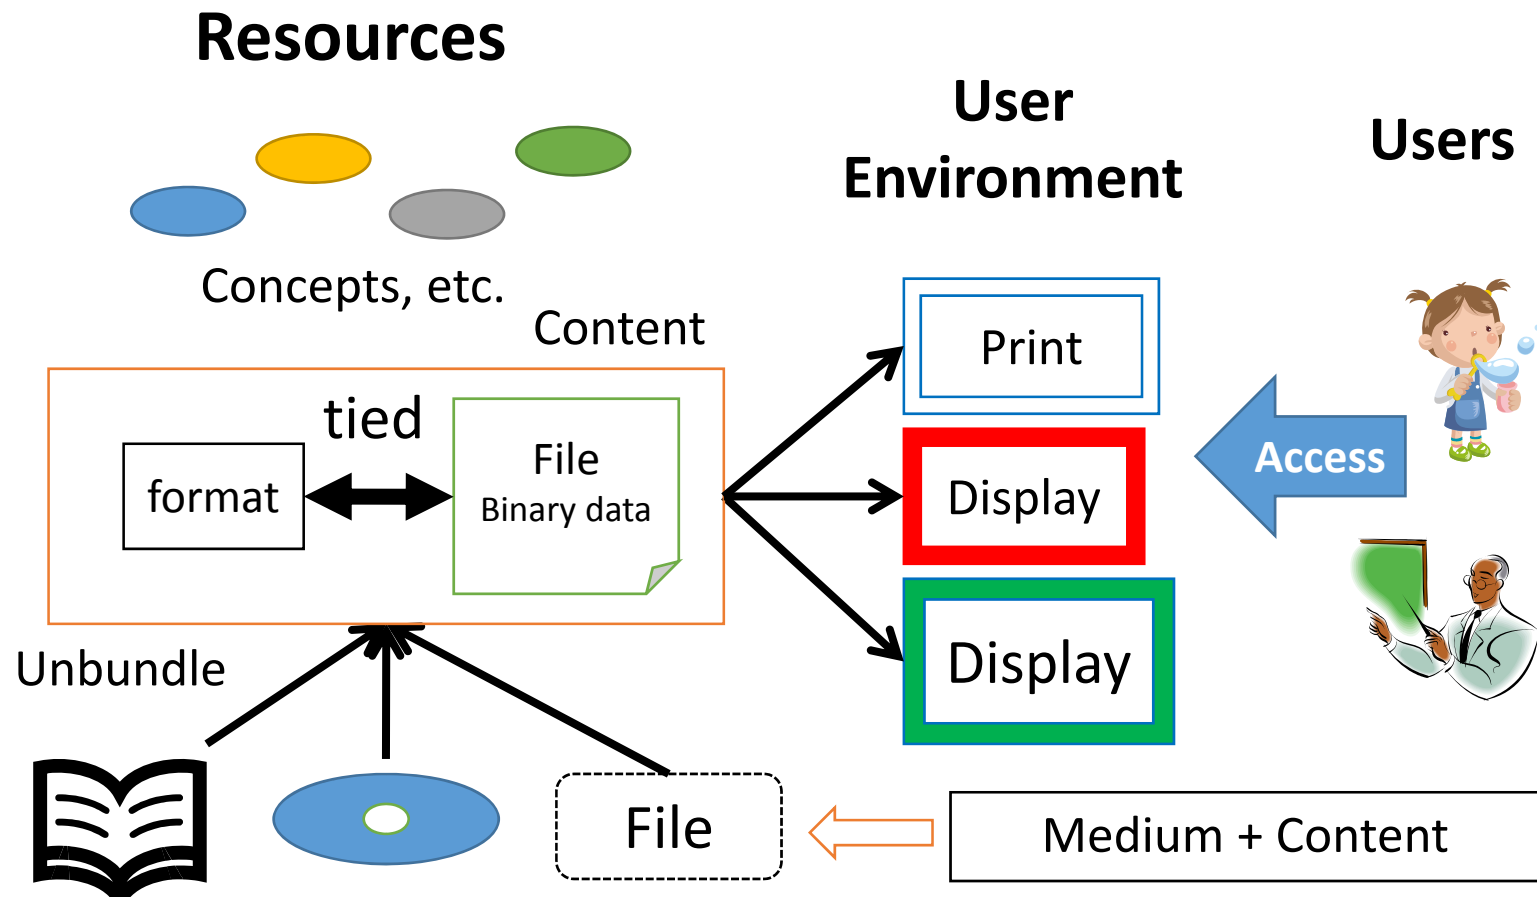 Resources
User
Environment
Users
Concepts, etc.
Content
tied
format
File
Binary data
Print
Display
Display
Access
Unbundle
File
Medium + Content